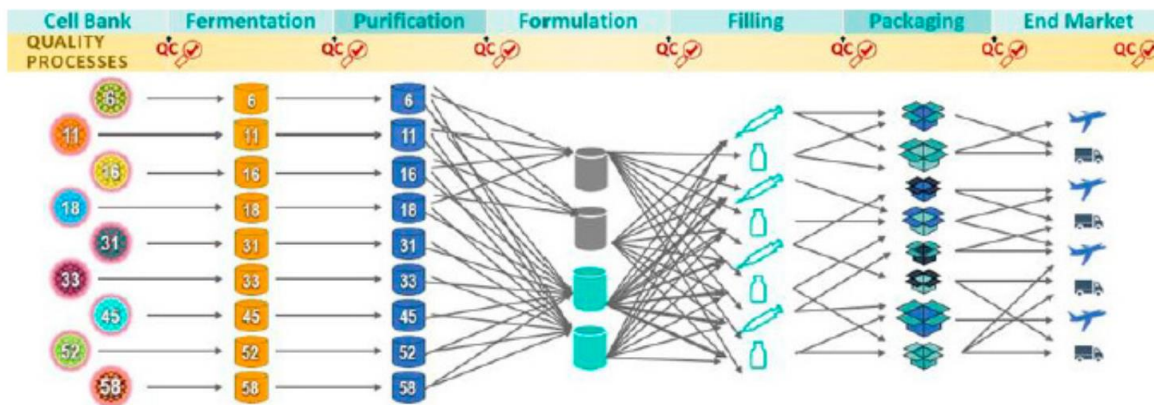 Cell Bank Fermentation Purification Formulation Filling Packaging End Market
QUALITY PROCESSES QC QC QC QC QC QC QC
6 6 6
11 11 11
16 16 16
18 18 18
31 31 31
33 33 33
45 45 45
52 52 52
58 58 58